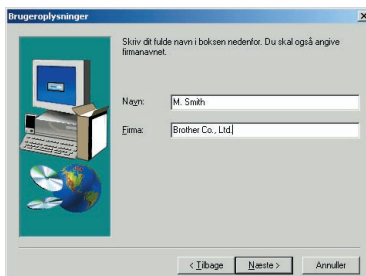 Brugeroplysninger
Skriv dit fulde navn i boksen nedenfor. Du skal også angive
firmanavnet.
Navn: M. Smith
Firma: Brother Co., Ltd.
< Tilbage Næste > Annuller